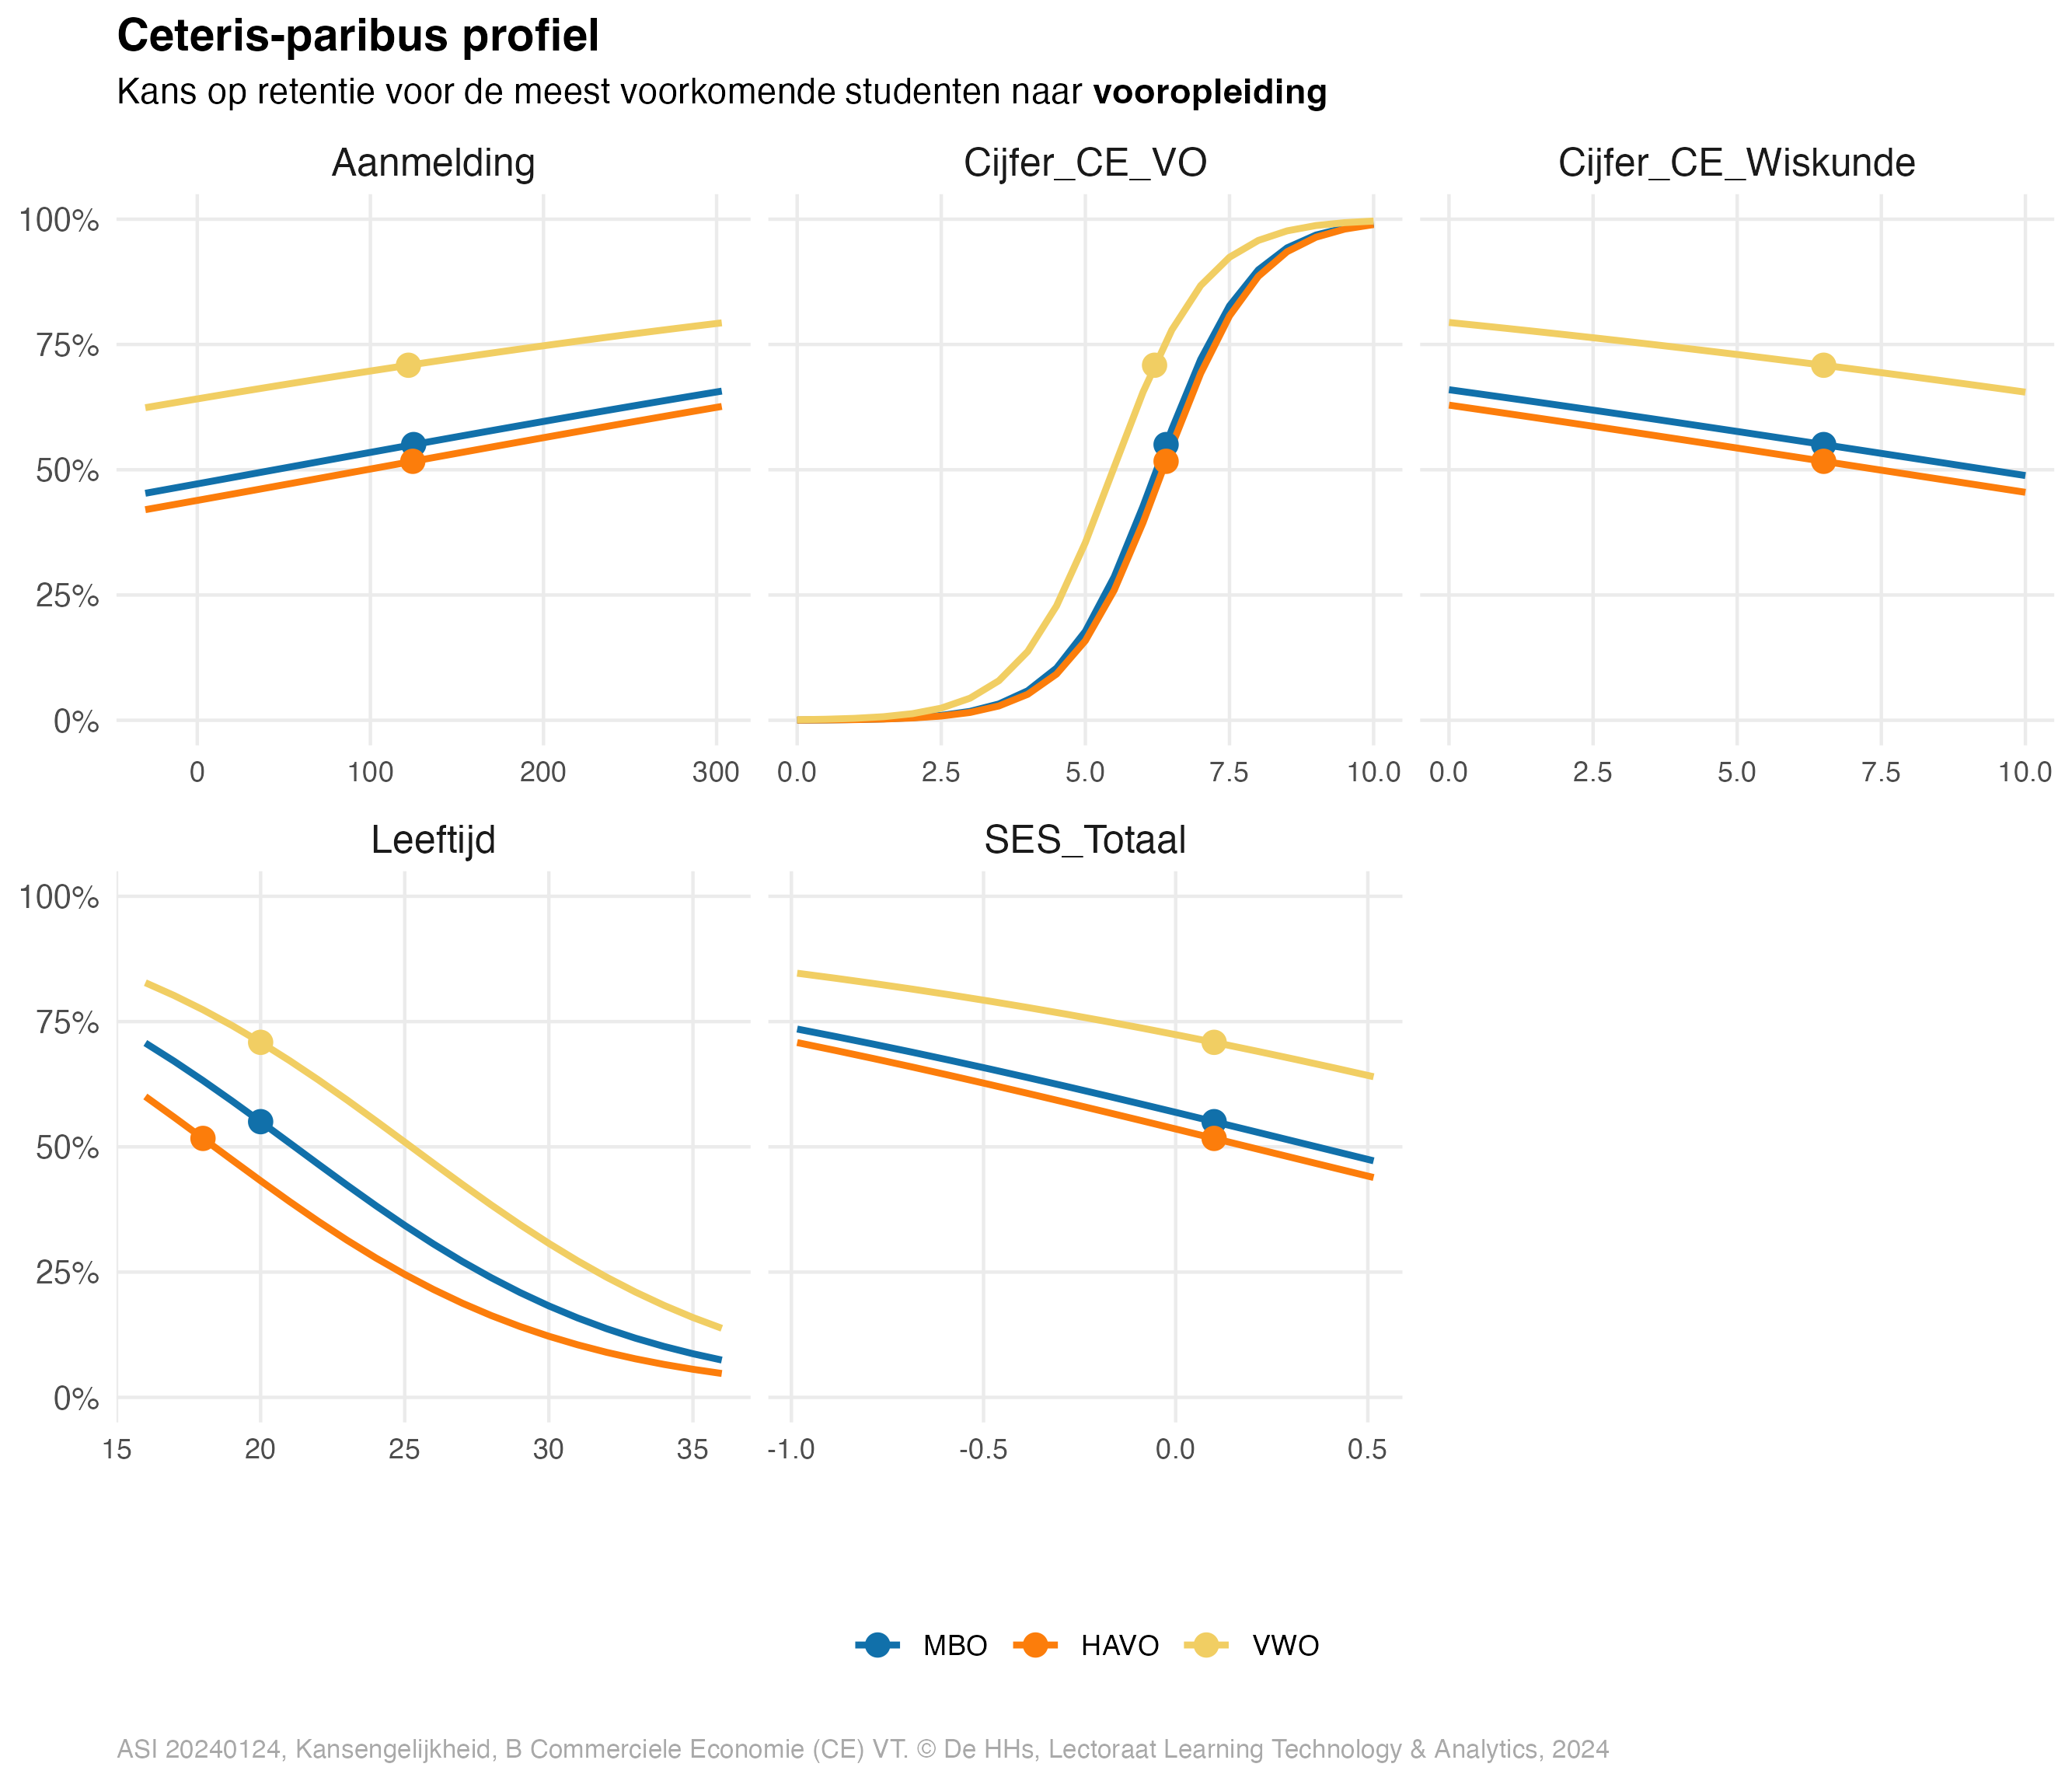 Ceteris-paribus profiel
Kans op retentie voor de meest voorkomende studenten naar vooropleiding
Aanmelding
Cijfer_CE_VO
Cijfer_CE_Wiskunde
100%
75%
50%
25%
0%
0 100 200 300
0.0 2.5 5.0 7.5 10.0
0.0 2.5 5.0 7.5 10.0
Leeftijd
SES_Totaal
100%
75%
50%
25%
0%
15 20 25 30 35
-1.0 -0.5 0.0 0.5
MBO HAVO VWO
ASI 20240124, Kansengelijkheid, B Commerciele Economie (CE) VT. © De HHs, Lectoraat Learning Technology & Analytics, 2024